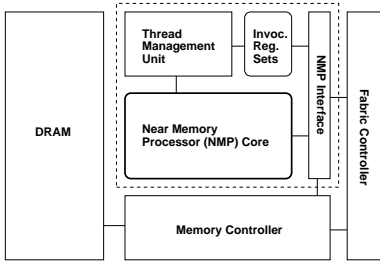 Thread
Management
Unit
Invoc.
Reg.
Sets
NMP Interface
Fabric Controller
DRAM
Near Memory
Processor (NMP) Core
Memory Controller